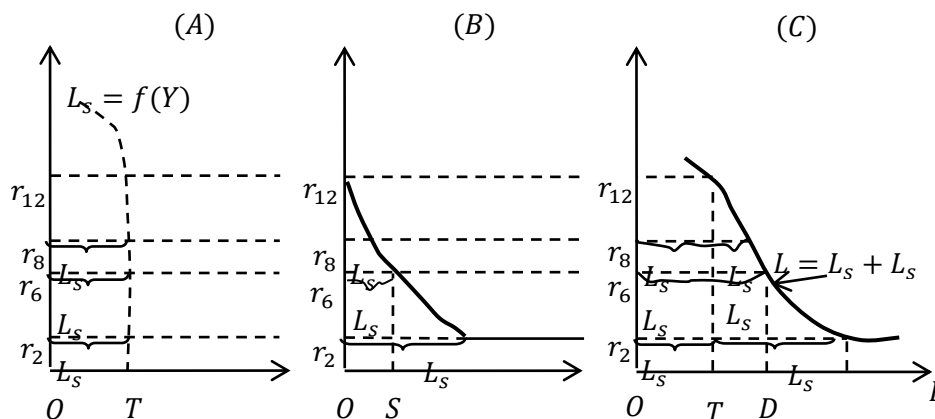 (A)
L_s = f(Y)
r_12
r_8
L_s
r_6
L_s
r_2
L_s
O T
(B)
r_12
r_8
r_6
L_s
r_2
L_s
O S
(C)
r_12
r_8
L_s L_s L = L_s + L_s
r_6
L_s L_s
r_2
L_s L_s
O T D